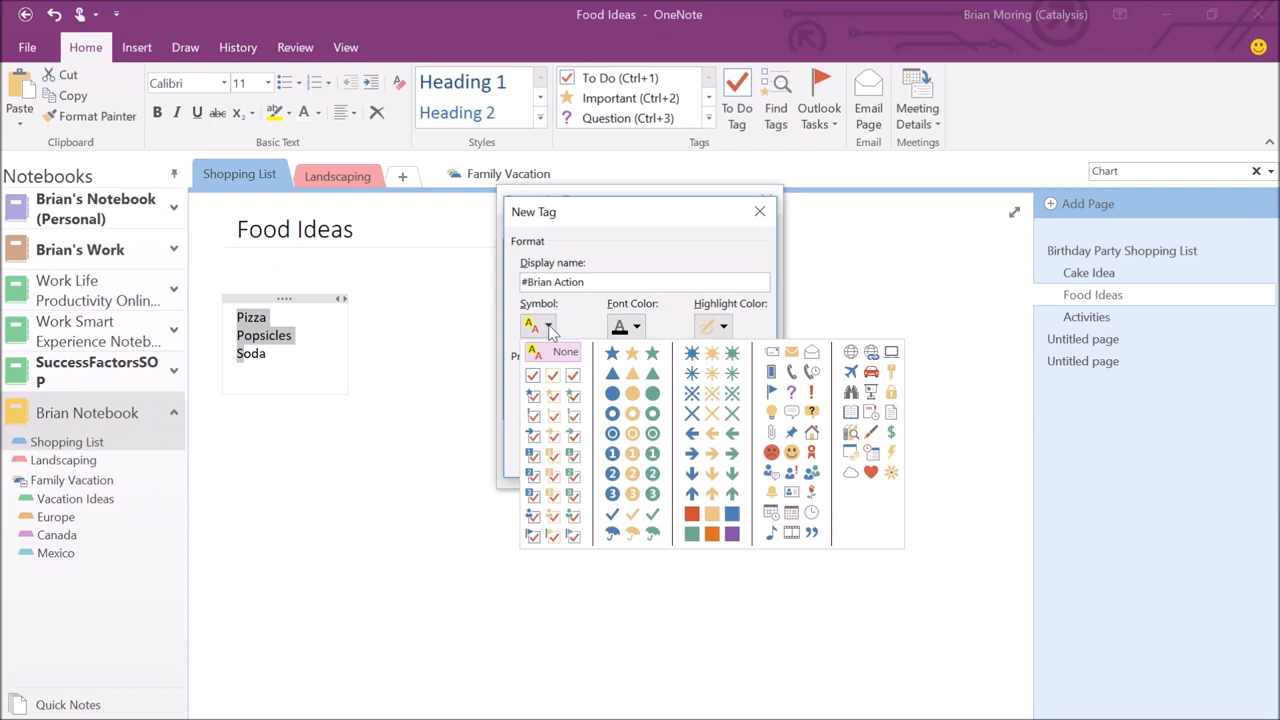 Food Ideas - OneNote
Brian Moring (Catalysis)
File
Home
Insert
Draw
History
Review
View
Paste
Cut
Copy
Format Painter
Clipboard
Calibri
11
Basic Text
Heading 1
Heading 2
Styles
To Do (Ctrl+1)
Important (Ctrl+2)
Question (Ctrl+3)
Tags
To Do
Tag
Find
Tags
Outlook
Tasks
Email
Page
Email
Meeting
Details
Meetings
Notebooks
Brian's Notebook
(Personal)
Brian's Work
Work Life
Productivity Onlin...
Work Smart
Experience Noteb...
SuccessFactorsSO
P
Brian Notebook
Shopping List
Landscaping
Family Vacation
Vacation Ideas
Europe
Canada
Mexico
Quick Notes
Shopping List
Landscaping
Family Vacation
Chart
Food Ideas
Pizza
Popsicles
Soda
New Tag
Format
Display name:
#Brian Action
Symbol:
Font Color:
Highlight Color:
None
Add Page
Birthday Party Shopping List
Cake Idea
Food Ideas
Activities
Untitled page
Untitled page